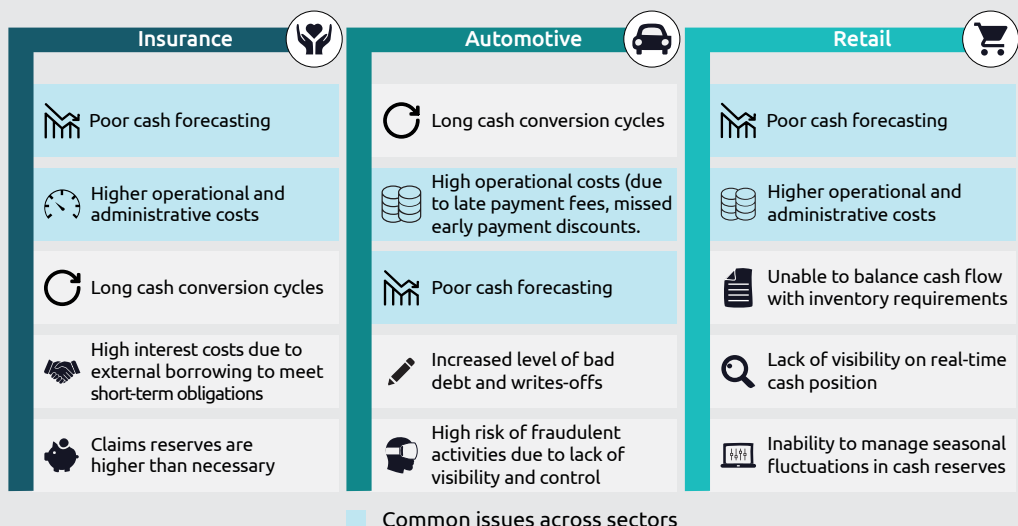 Insurance
Poor cash forecasting
Higher operational and
administrative costs
Long cash conversion cycles
High interest costs due to
external borrowing to meet
short-term obligations
Claims reserves are
higher than necessary
Automotive
Long cash conversion cycles
High operational costs (due
to late payment fees, missed
early payment discounts.
Poor cash forecasting
Increased level of bad
debt and writes-offs
High risk of fraudulent
activities due to lack of
visibility and control
Retail
Poor cash forecasting
Higher operational and
administrative costs
Unable to balance cash flow
with inventory requirements
Lack of visibility on real-time
cash position
Inability to manage seasonal
fluctuations in cash reserves
Common issues across sectors